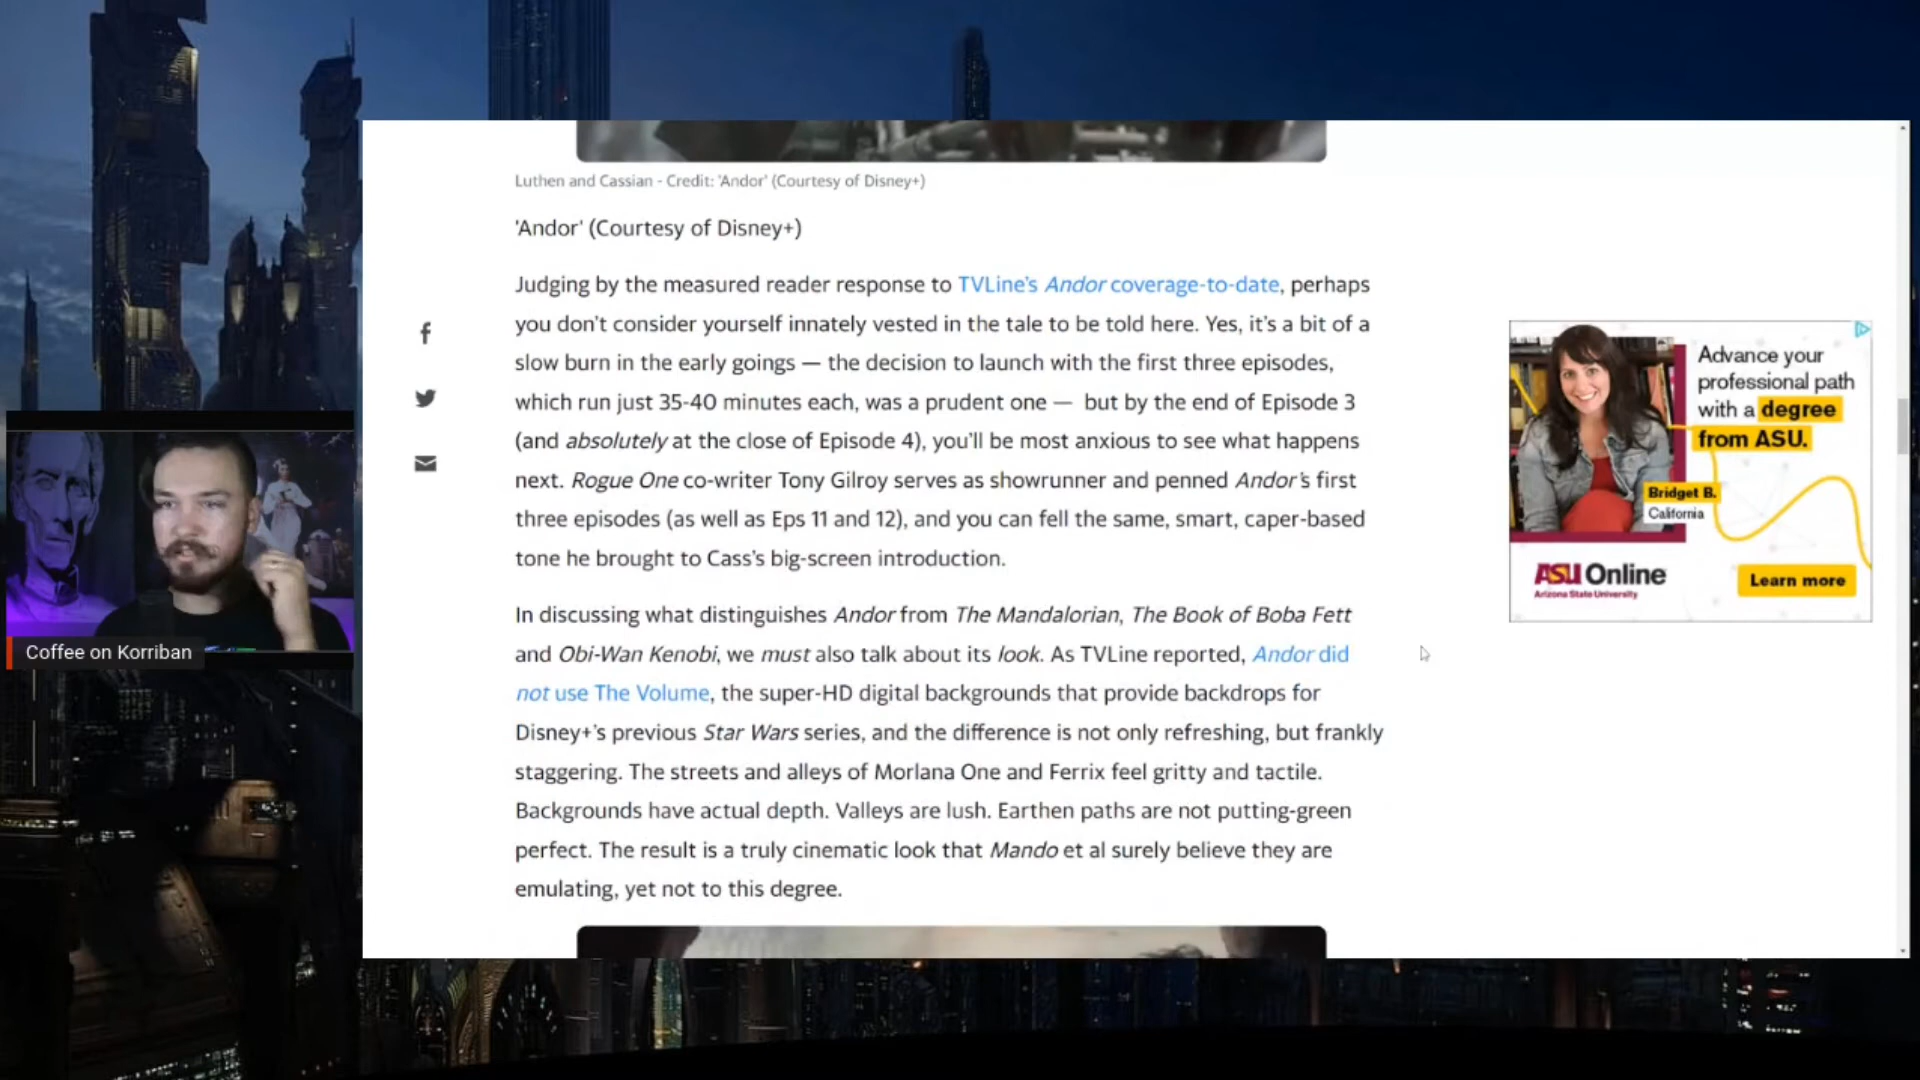 Luthen and Cassian - Credit: 'Andor' (Courtesy of Disney+)
'Andor' (Courtesy of Disney+)
Judging by the measured reader response to TVLine's Andor coverage-to-date, perhaps
you don't consider yourself innately vested in the tale to be told here. Yes, it's a bit of a
slow burn in the early goings — the decision to launch with the first three episodes,
which run just 35-40 minutes each, was a prudent one — but by the end of Episode 3
(and absolutely at the close of Episode 4), you'll be most anxious to see what happens
next. Rogue One co-writer Tony Gilroy serves as showrunner and penned Andor's first
three episodes (as well as Eps 11 and 12), and you can fell the same, smart, caper-based
tone he brought to Cass's big-screen introduction.
In discussing what distinguishes Andor from The Mandalorian, The Book of Boba Fett
and Obi-Wan Kenobi, we must also talk about its look. As TVLine reported, Andor did
not use The Volume, the super-HD digital backgrounds that provide backdrops for
Disney+'s previous Star Wars series, and the difference is not only refreshing, but frankly
staggering. The streets and alleys of Morlana One and Ferrix feel gritty and tactile.
Backgrounds have actual depth. Valleys are lush. Earthen paths are not putting-green
perfect. The result is a truly cinematic look that Mando et al surely believe they are
emulating, yet not to this degree.
Advance your
professional path
with a degree
from ASU.
Bridget B.
California
ASU Online
Arizona State University
Learn more
Coffee on Korriban